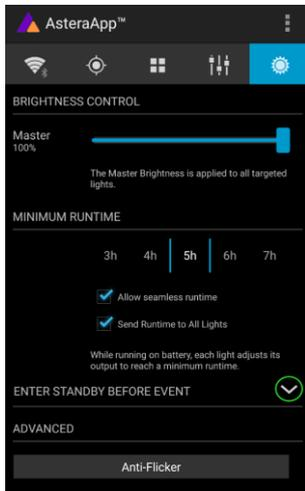 AsteraApp™
BRIGHTNESS CONTROL
Master
100%
The Master Brightness is applied to all targeted
lights.
MINIMUM RUNTIME
3h 4h 5h 6h 7h
Allow seamless runtime
Send Runtime to All Lights
While running on battery, each light adjusts its
output to reach a minimum runtime.
ENTER STANDBY BEFORE EVENT
ADVANCED
Anti-Flicker